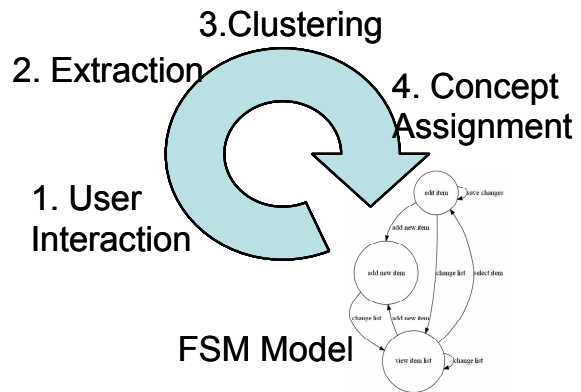 3.Clustering
2. Extraction
4. Concept
Assignment
1. User
Interaction
edit item
save changes
add new item
add new item
change list
select item
change list
add new item
FSM Model
view item list
change list